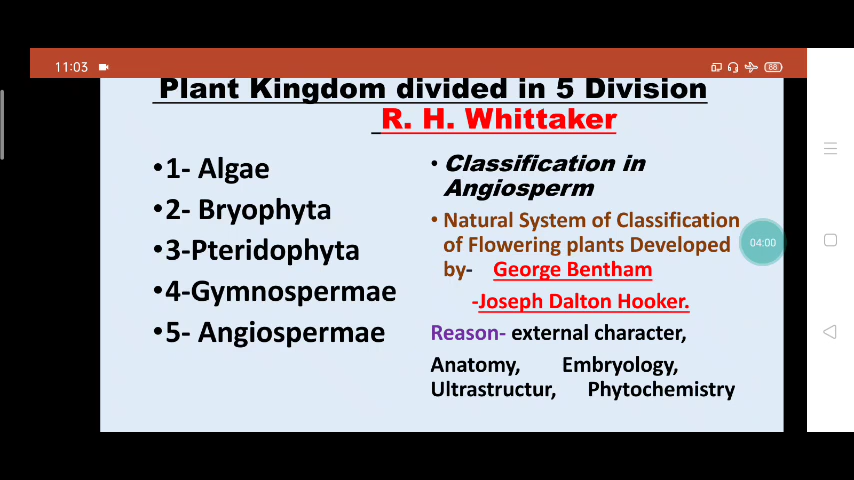 11:03
88
Plant Kingdom divided in 5 Division
R. H. Whittaker
•1- Algae
•2- Bryophyta
•3-Pteridophyta
•4-Gymnospermae
•5- Angiospermae
• Classification in
Angiosperm
• Natural System of Classification
of Flowering plants Developed
by- George Bentham
-Joseph Dalton Hooker.
Reason- external character,
Anatomy, Embryology,
Ultrastructur, Phytochemistry
04:00